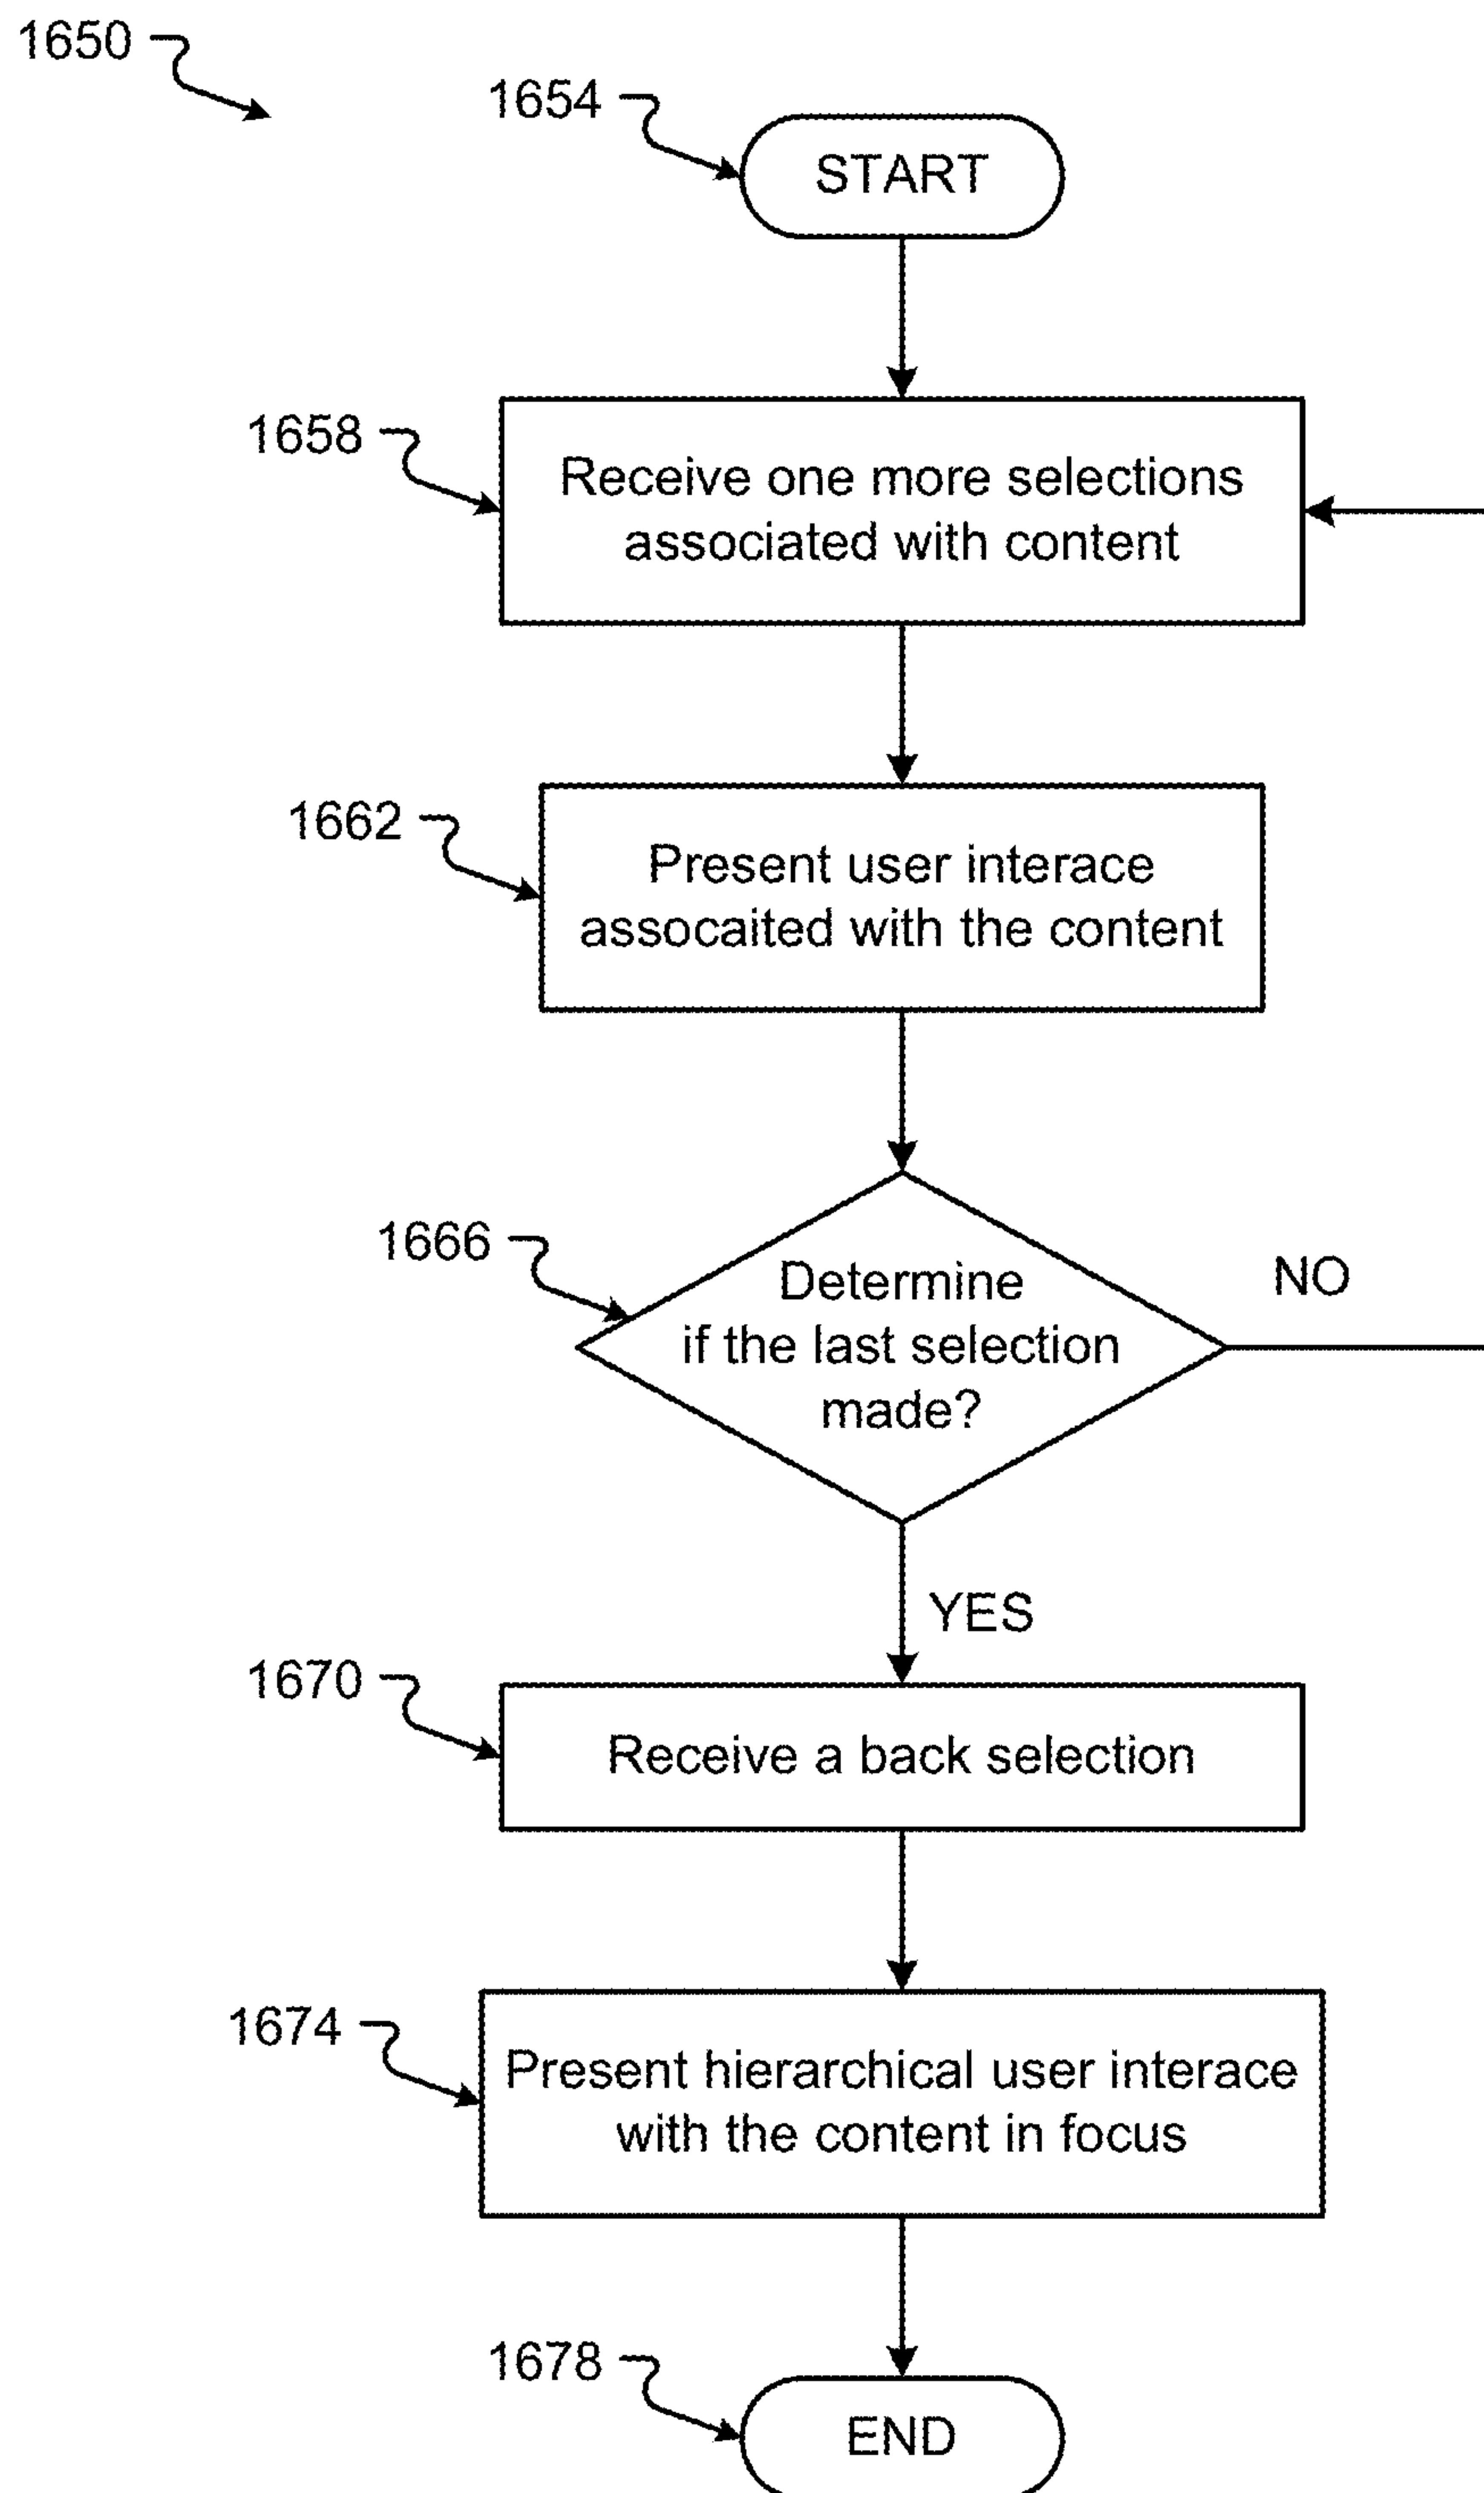 1650
1654
START
1658
Receive one more selections
associated with content
1662
Present user interace
assocaited with the content
1666
Determine
if the last selection
made?
NO
YES
1670
Receive a back selection
1674
Present hierarchical user interace
with the content in focus
1678
END